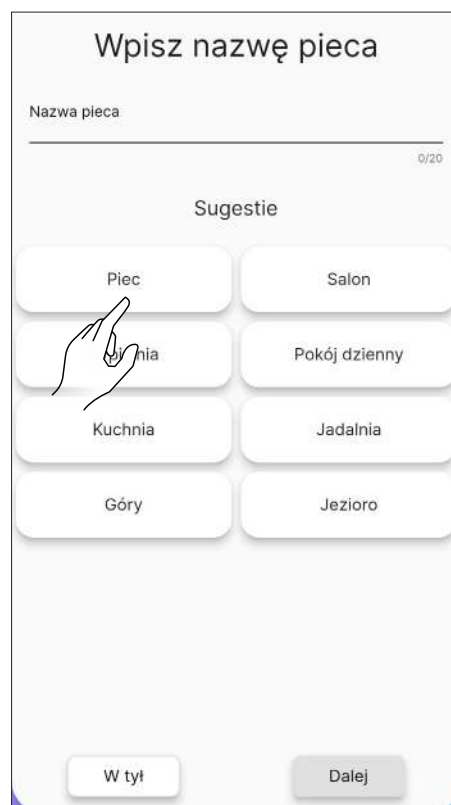 Wpisz nazwę pieca
Nazwa pieca
0/20
Sugestie
Piec
Salon
Pokój dzienny
Kuchnia
Jadalnia
Góry
Jezioro
W tył
Dalej